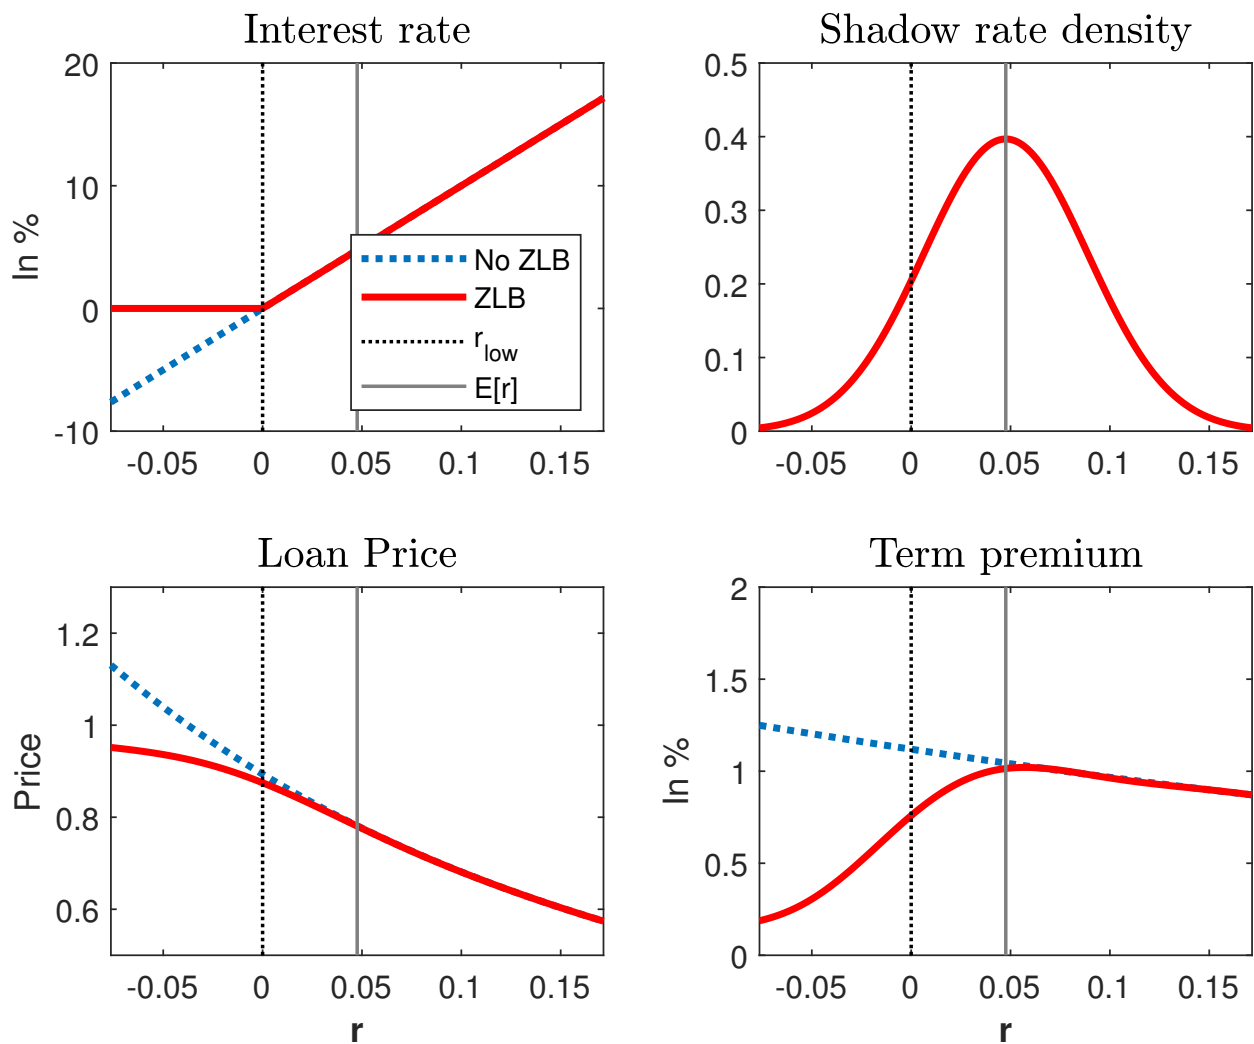 Interest rate
20
10
0
-10
In %
-0.05 0 0.05 0.1 0.15
No ZLB
ZLB
r_low
E[r]
Shadow rate density
0.5
0.4
0.3
0.2
0.1
0
-0.05 0 0.05 0.1 0.15
Loan Price
1.2
1
0.8
0.6
Price
-0.05 0 0.05 0.1 0.15
r
Term premium
2
1.5
1
0.5
0
In %
-0.05 0 0.05 0.1 0.15
r